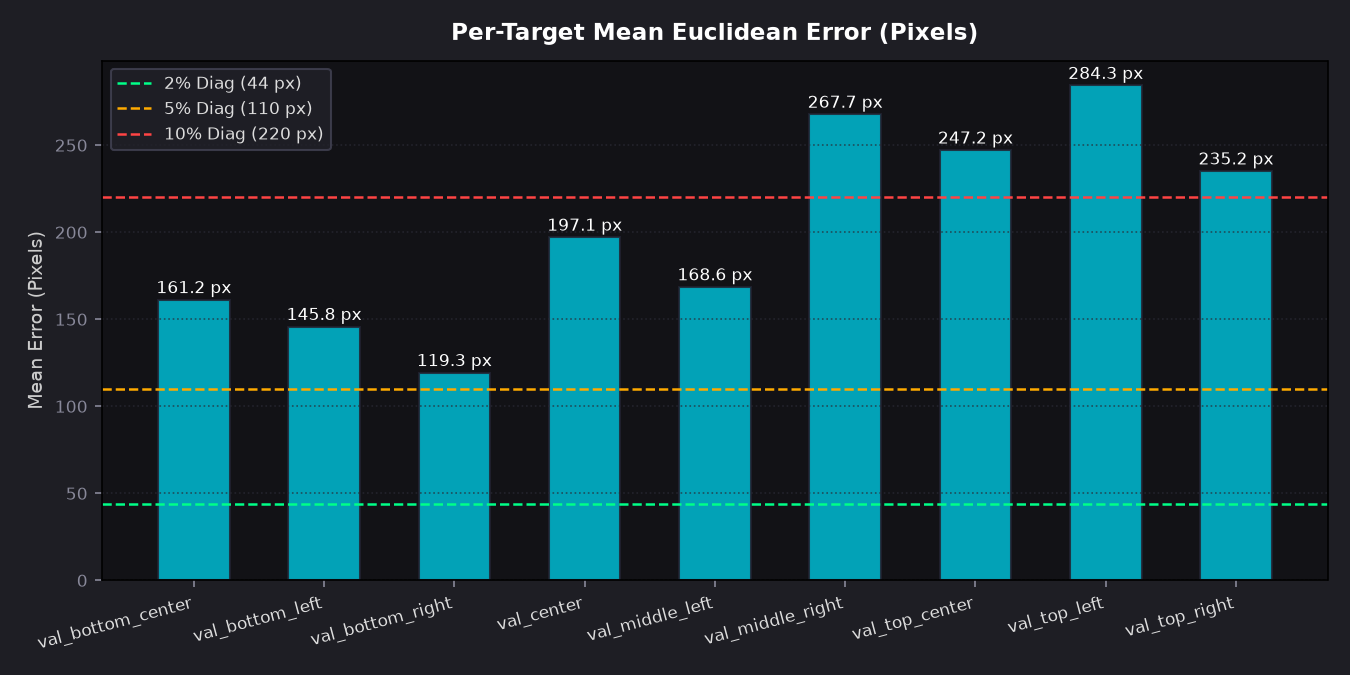 Per-Target Mean Euclidean Error (Pixels)
2% Diag (44 px)
5% Diag (110 px)
10% Diag (220 px)
Mean Error (Pixels)
250
200
150
100
50
0
161.2 px
145.8 px
119.3 px
197.1 px
168.6 px
267.7 px
247.2 px
284.3 px
235.2 px
val_bottom_center
val_bottom_left
val_bottom_right
val_center
val_middle_left
val_middle_right
val_top_center
val_top_left
val_top_right